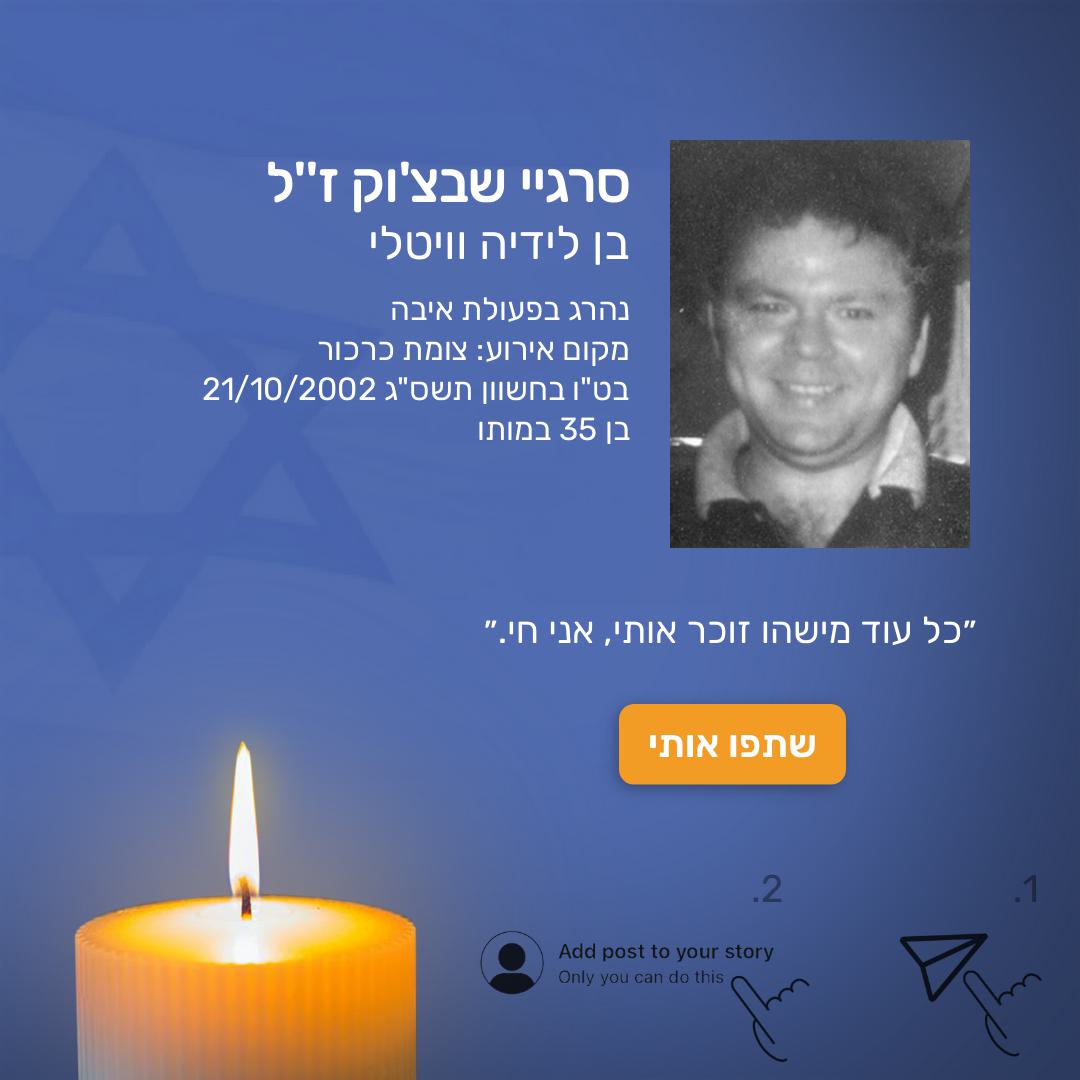 סרגיי שבצ'וק ז"ל
בן לידיה וויטלי
נהרג בפעולת איבה
מקום אירוע: צומת כרכור
בט"ו בחשוון תשס"ג 21/10/2002
בן 35 במותו
״כל עוד מישהו זוכר אותי, אני חי.״
שתפו אותי
1.
2.
Add post to your story
Only you can do this